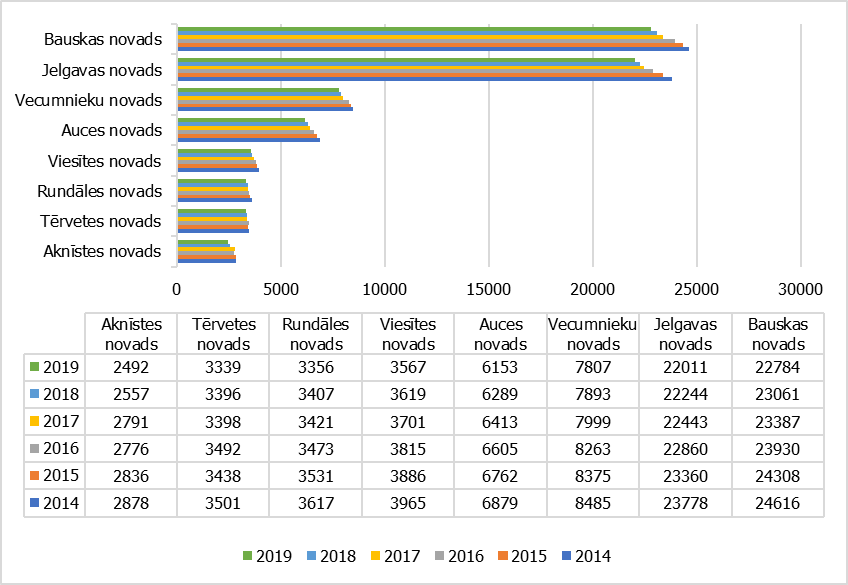 Bauskas novads
Jelgavas novads
Vecumnieku novads
Auces novads
Viesītes novads
Rundāles novads
Tērvetes novads
Aknīstes novads
0 5000 10000 15000 20000 25000 30000
Aknīstes novads Tērvetes novads Rundāles novads Viesītes novads Auces novads Vecumnieku novads Jelgavas novads Bauskas novads
2019 2492 3339 3356 3567 6153 7807 22011 22784
2018 2557 3396 3407 3619 6289 7893 22244 23061
2017 2791 3398 3421 3701 6413 7999 22443 23387
2016 2776 3492 3473 3815 6605 8263 22860 23930
2015 2836 3438 3531 3886 6762 8375 23360 24308
2014 2878 3501 3617 3965 6879 8485 23778 24616
2019 2018 2017 2016 2015 2014